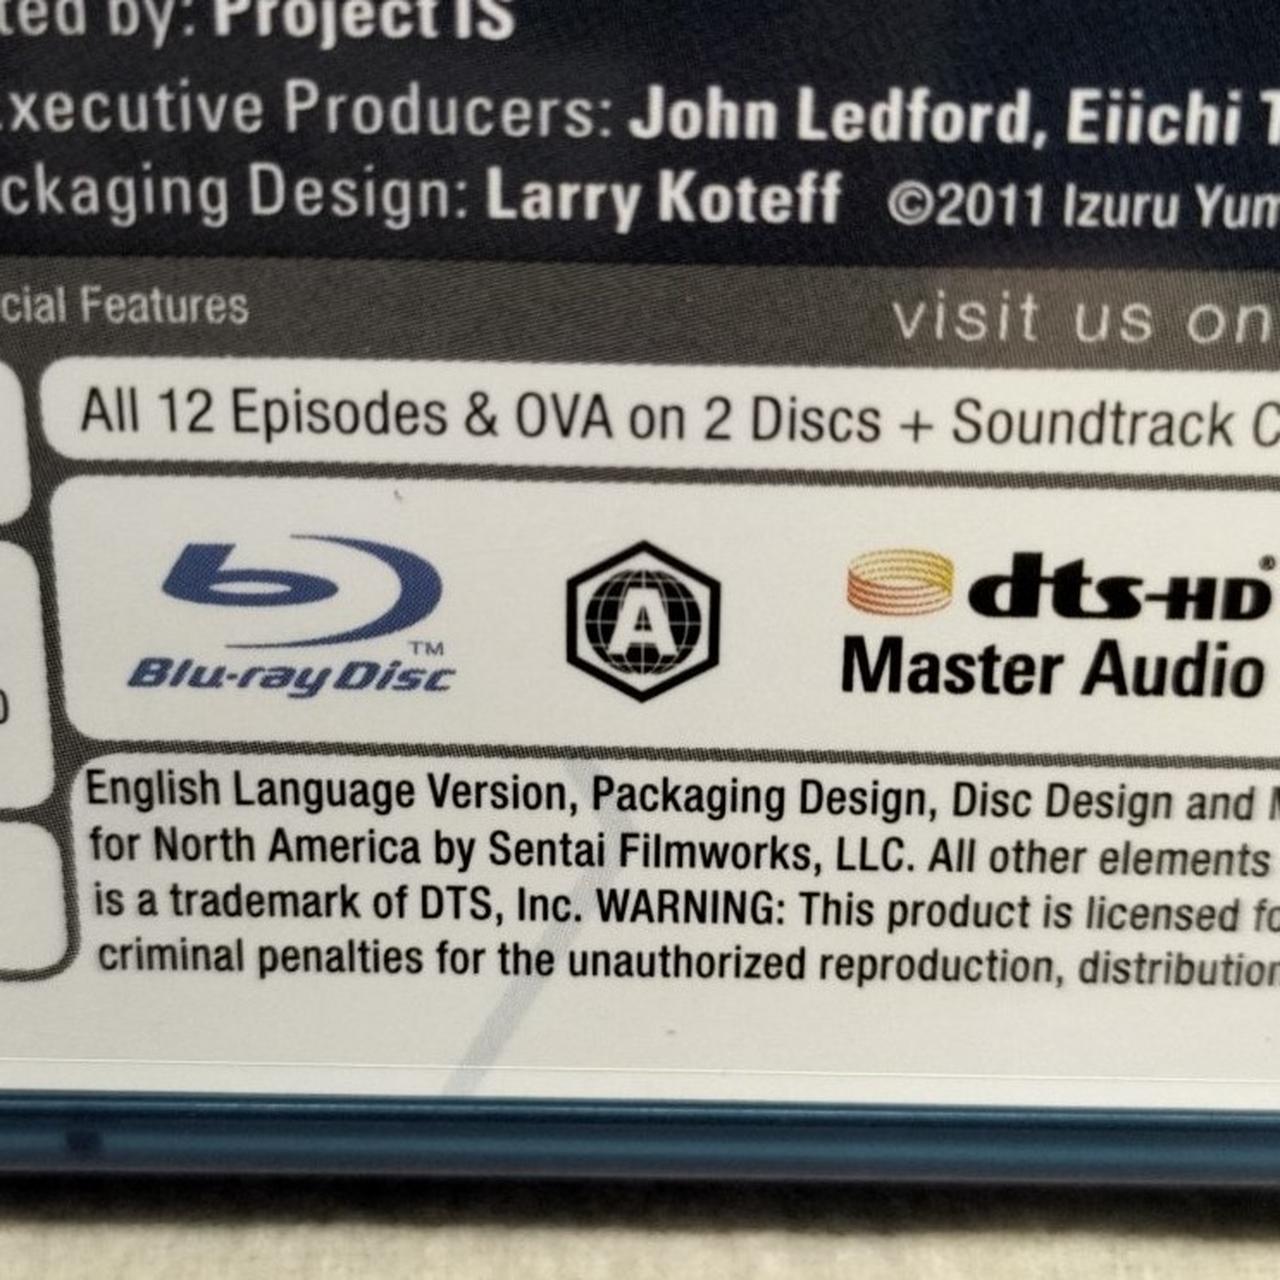 ted by: Project IS
xecutive Producers: John Ledford, Eiichi T
ckaging Design: Larry Koteff ©2011 Izuru Yum
cial Features
visit us on
All 12 Episodes & OVA on 2 Discs + Soundtrack C
TM
Blu-ray Disc
A
dts-HD®
Master Audio
English Language Version, Packaging Design, Disc Design and
for North America by Sentai Filmworks, LLC. All other elements
is a trademark of DTS, Inc. WARNING: This product is licensed fo
criminal penalties for the unauthorized reproduction, distribution